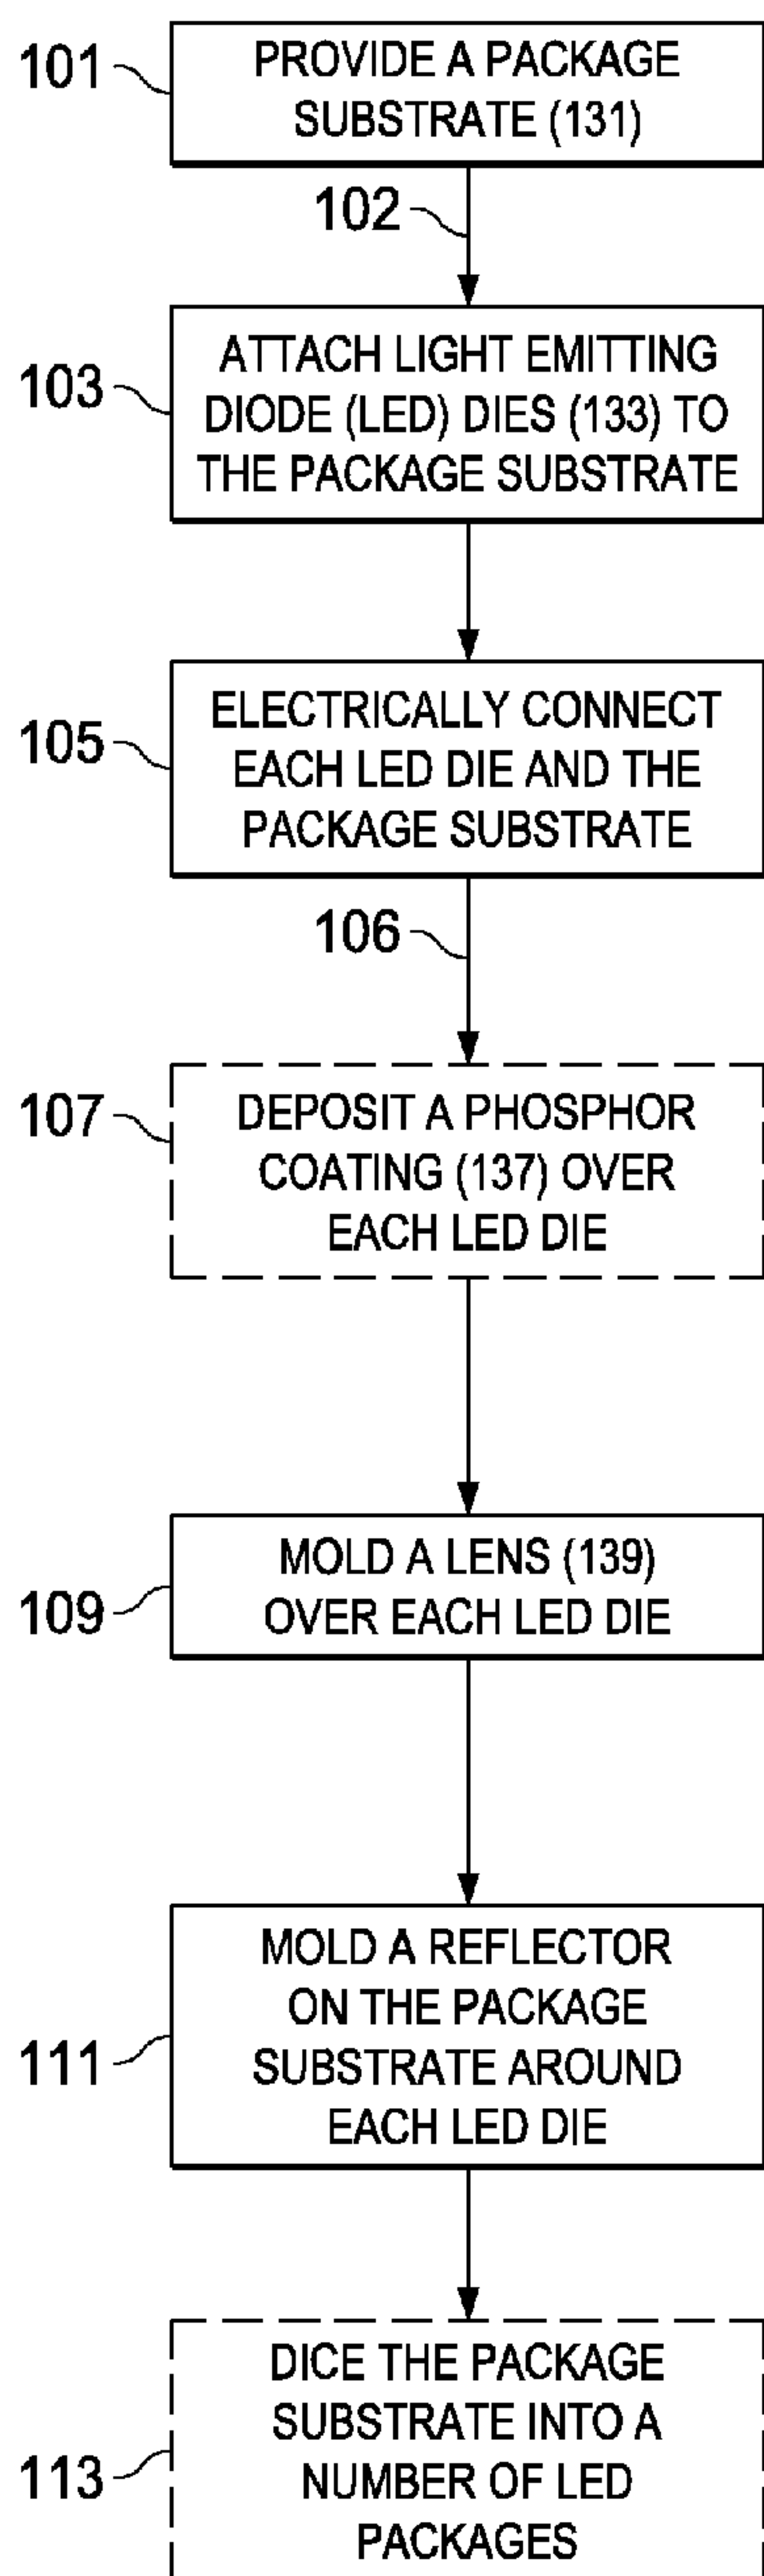 101
PROVIDE A PACKAGE
SUBSTRATE (131)
102
103
ATTACH LIGHT EMITTING
DIODE (LED) DIES (133) TO
THE PACKAGE SUBSTRATE
105
ELECTRICALLY CONNECT
EACH LED DIE AND THE
PACKAGE SUBSTRATE
106
107
DEPOSIT A PHOSPHOR
COATING (137) OVER
EACH LED DIE
109
MOLD A LENS (139)
OVER EACH LED DIE
111
MOLD A REFLECTOR
ON THE PACKAGE
SUBSTRATE AROUND
EACH LED DIE
113
DICE THE PACKAGE
SUBSTRATE INTO A
NUMBER OF LED
PACKAGES